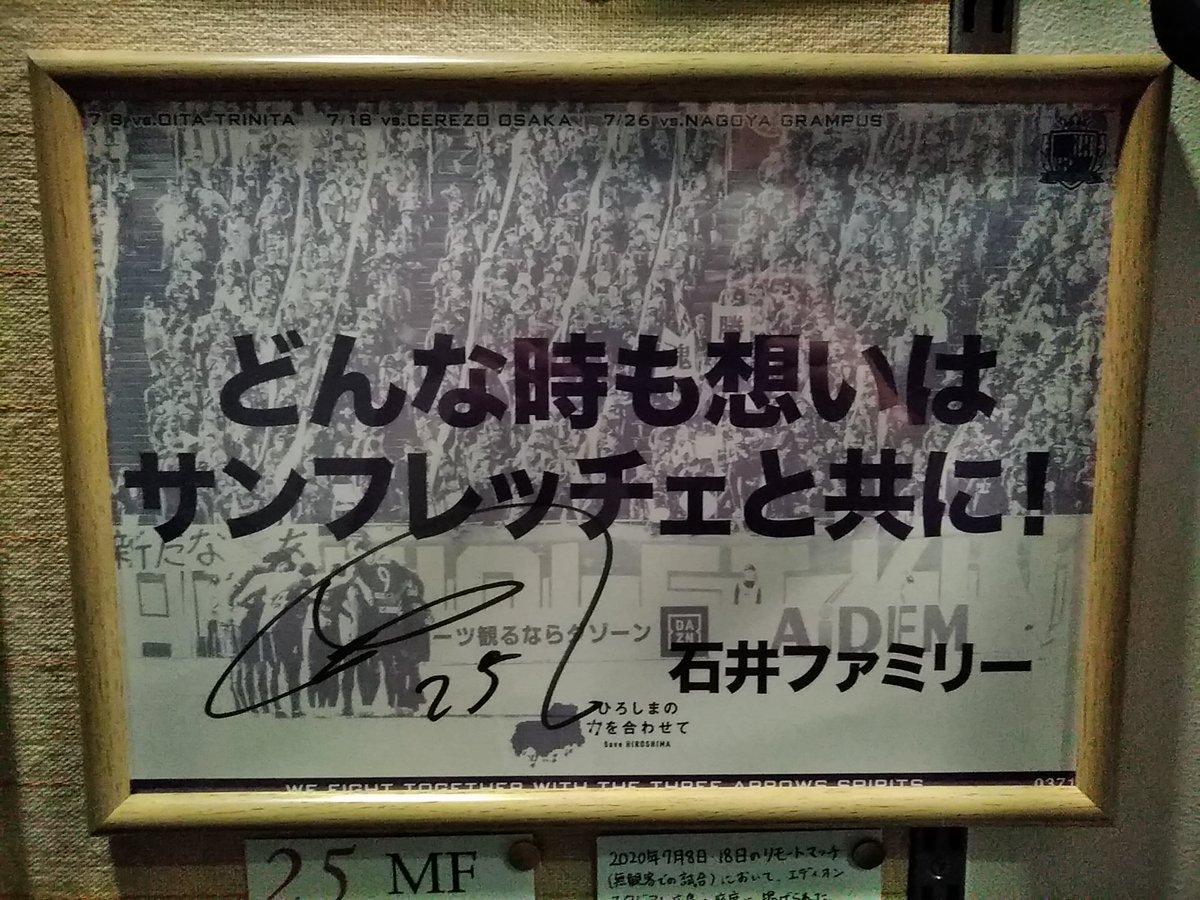 7/8 vs.OITA TRINITA 7/18 vs.CEREZO OSAKA 7/26 vs.NAGOYA GRAMPUS
どんな時も想いは
サンフレッチェと共に!
新たな
9
ーツ観るならダゾーン
DAZN
AiDEM
25
石井ファミリー
ひろしまの
力を合わせて
Save HIROSHIMA
WE FIGHT TOGETHER WITH THE THREE ARROWS SPIRITS
0371
25 MF
2020年7月8日・18日のリモートマッチ
(無観客での試合)において、エディオン